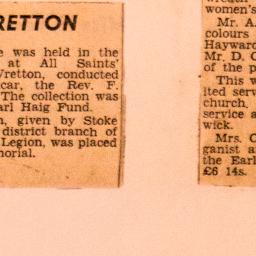 RETTON
e was held in the
at All Saints'
Wretton, conducted
car, the Rev. F.
The collection was
arl Haig Fund.
n, given by Stoke
district branch of
Legion, was placed
morial.
women's
Mr. A.
colours
Hayward
Mr. D. C
of the p
This w
ited serv
church,
service a
wick.
Mrs. C
ganist a
the Earl
£6 14s.